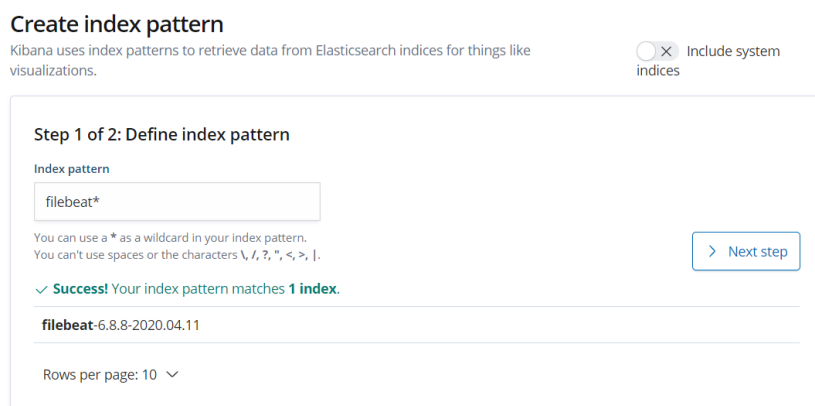 Create index pattern
Kibana uses index patterns to retrieve data from Elasticsearch indices for things like
visualizations.
Include system
indices
Step 1 of 2: Define index pattern
Index pattern
filebeat*
You can use a * as a wildcard in your index pattern.
You can't use spaces or the characters \, /, ?, ", <, >, |.
Next step
Success! Your index pattern matches 1 index.
filebeat-6.8.8-2020.04.11
Rows per page: 10